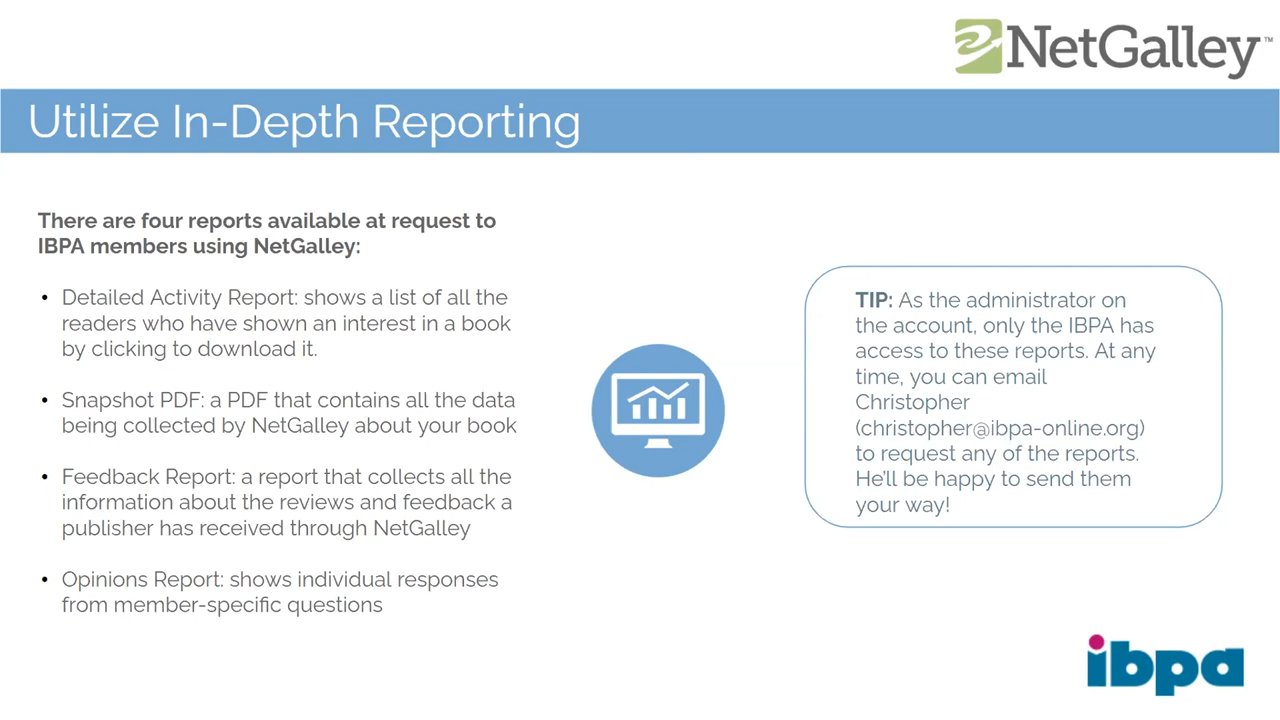 NetGalley™
Utilize In-Depth Reporting
There are four reports available at request to
IBPA members using NetGalley:
• Detailed Activity Report: shows a list of all the
readers who have shown an interest in a book
by clicking to download it.
• Snapshot PDF: a PDF that contains all the data
being collected by NetGalley about your book
• Feedback Report: a report that collects all the
information about the reviews and feedback a
publisher has received through NetGalley
• Opinions Report: shows individual responses
from member-specific questions
TIP: As the administrator on
the account, only the IBPA has
access to these reports. At any
time, you can email
Christopher
(christopher@ibpa-online.org)
to request any of the reports.
He'll be happy to send them
your way!
ibpa